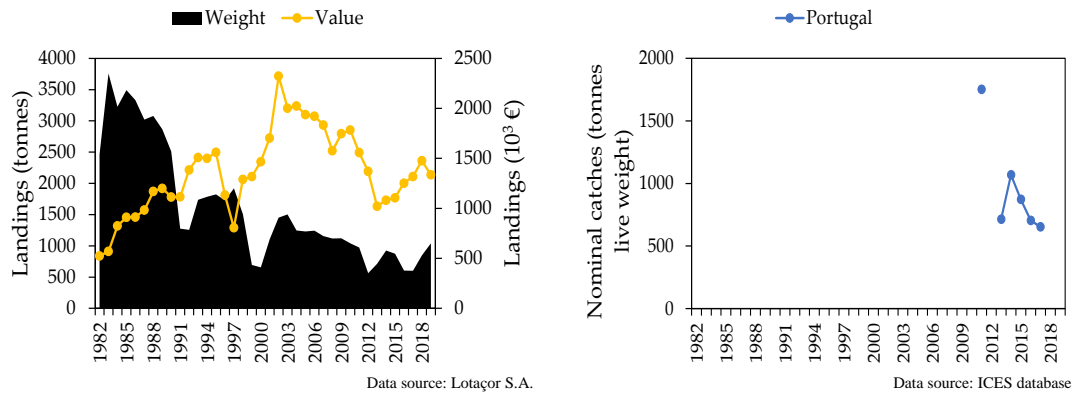 Weight Value
Landings (tonnes)
4000
3500
3000
2500
2000
1500
1000
500
0
2500
2000
1500
1000
500
0
Landings (10³ €)
1982 1985 1988 1991 1994 1997 2000 2003 2006 2009 2012 2015 2018
Data source: Lotaçor S.A.
Portugal
Nominal catches (tonnes
live weight)
2000
1500
1000
500
0
1982 1985 1988 1991 1994 1997 2000 2003 2006 2009 2012 2015 2018
Data source: ICES database